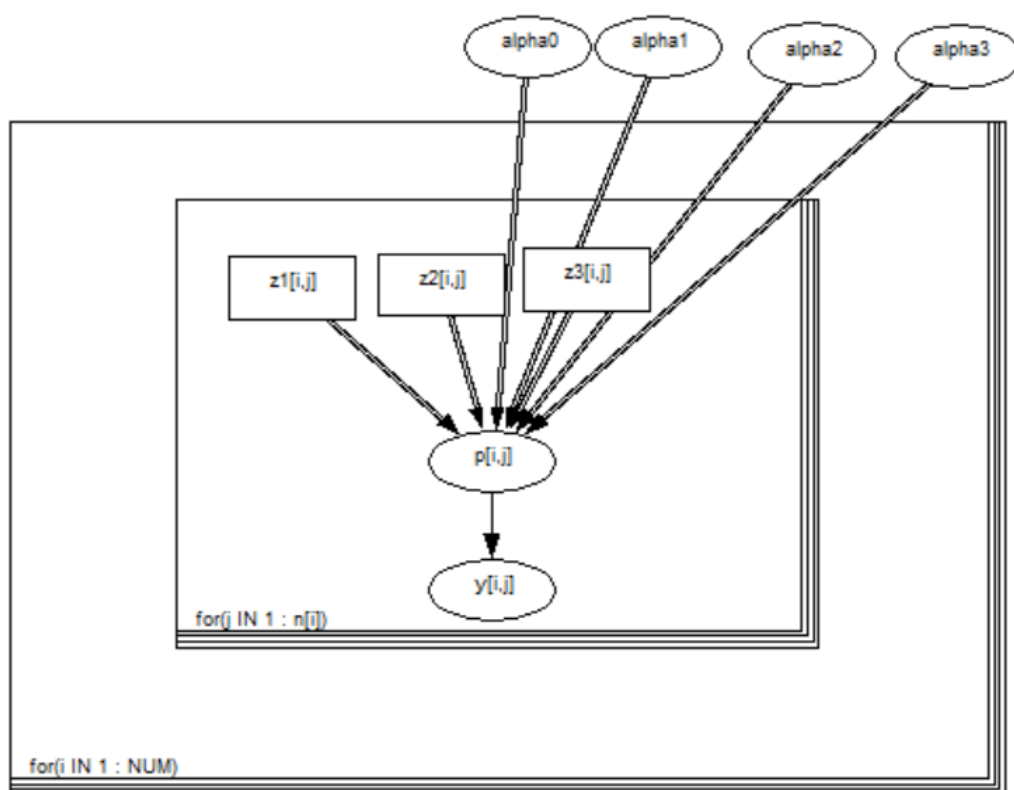 alpha0
alpha1
alpha2
alpha3
z1[i,j]
z2[i,j]
z3[i,j]
p[i,j]
y[i,j]
for(j IN 1 : n[i])
for(i IN 1 : NUM)